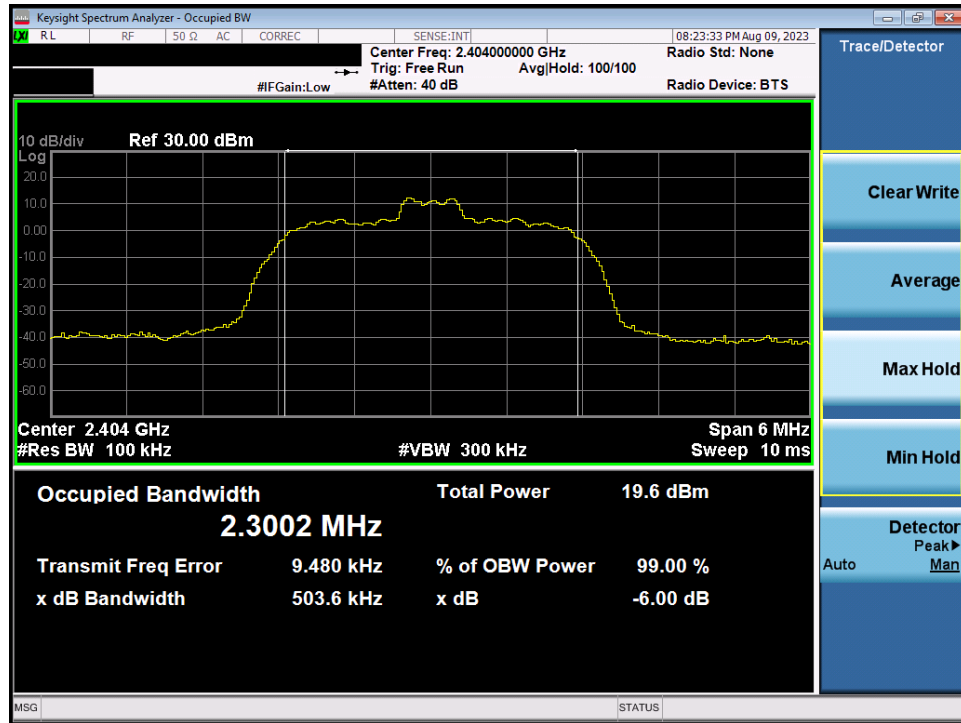 Keysight Spectrum Analyzer - Occupied BW
LXI RL RF 50 Ω AC CORREC SENSE:INT 08:23:33 PM Aug 09, 2023
Center Freq: 2.404000000 GHz Radio Std: None
Trig: Free Run Avg|Hold: 100/100
#IFGain:Low #Atten: 40 dB Radio Device: BTS
Trace/Detector
10 dB/div Ref 30.00 dBm
Log
20.0
10.0
0.00
-10.0
-20.0
-30.0
-40.0
-50.0
-60.0
Center 2.404 GHz Span 6 MHz
#Res BW 100 kHz #VBW 300 kHz Sweep 10 ms
Occupied Bandwidth Total Power 19.6 dBm
2.3002 MHz
Transmit Freq Error 9.480 kHz % of OBW Power 99.00 %
x dB Bandwidth 503.6 kHz x dB -6.00 dB
Clear Write
Average
Max Hold
Min Hold
Detector
Peak▶
Auto Man
MSG STATUS